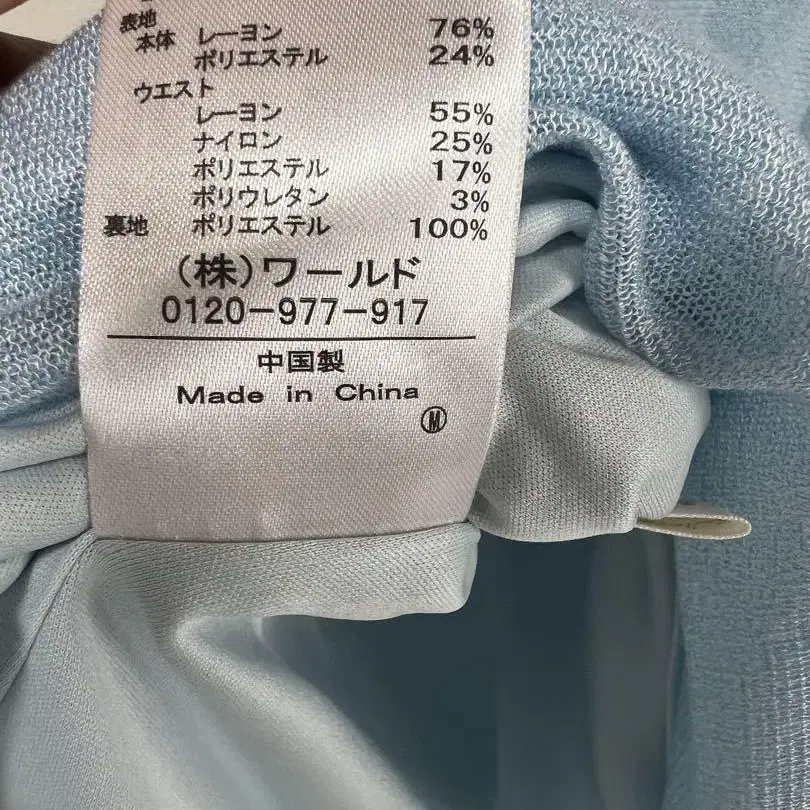 表地
本体 レーヨン 76%
ポリエステル 24%
ウエスト
レーヨン 55%
ナイロン 25%
ポリエステル 17%
ポリウレタン 3%
裏地 ポリエステル 100%
(株)ワールド
0120-977-917
中国製
Made in China
Ⓜ